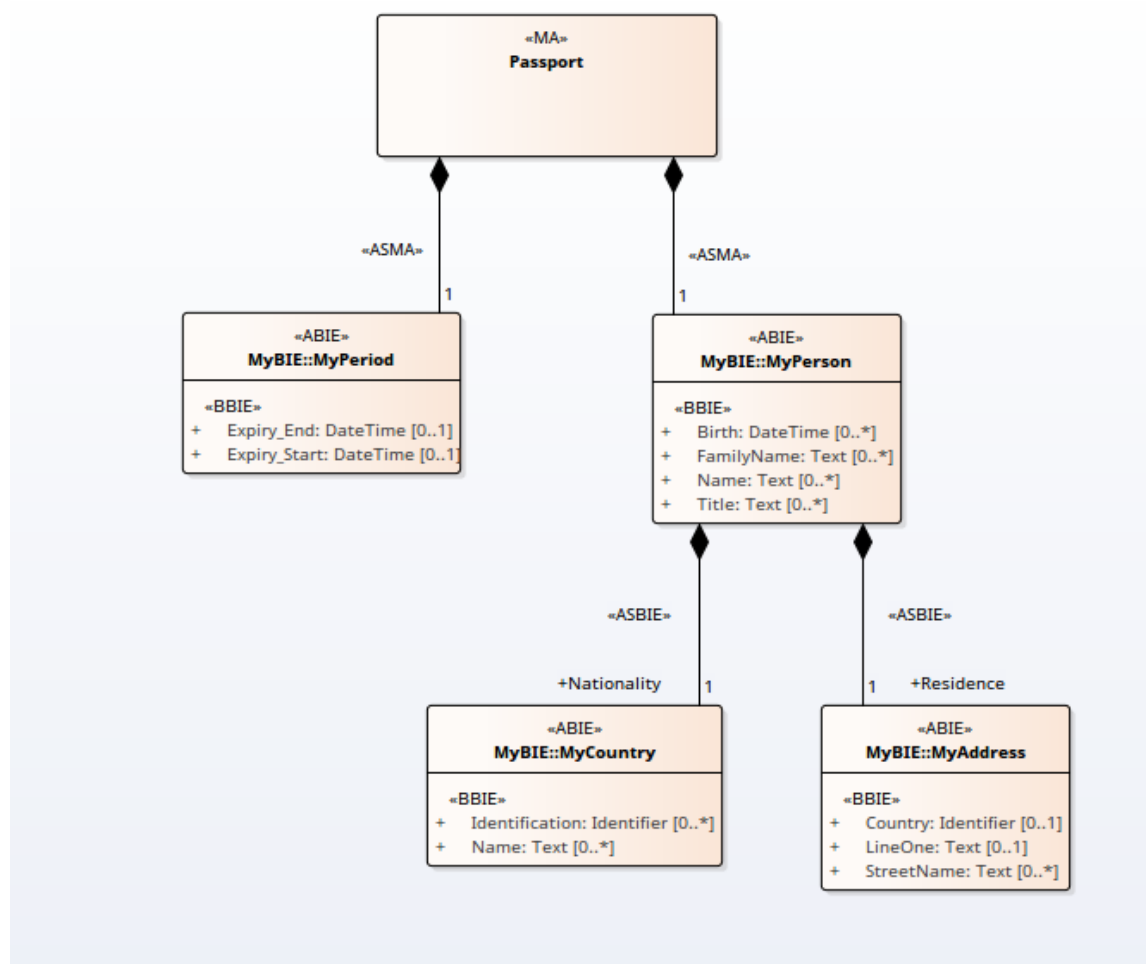 «MA»
Passport
«ASMA»
«ASMA»
1
1
«ABIE»
MyBIE::MyPeriod
«BBIE»
+ Expiry_End: DateTime [0..1]
+ Expiry_Start: DateTime [0..1]
«ABIE»
MyBIE::MyPerson
«BBIE»
+ Birth: DateTime [0..*]
+ FamilyName: Text [0..*]
+ Name: Text [0..*]
+ Title: Text [0..*]
«ASBIE»
«ASBIE»
+Nationality
1
1
+Residence
«ABIE»
MyBIE::MyCountry
«BBIE»
+ Identification: Identifier [0..*]
+ Name: Text [0..*]
«ABIE»
MyBIE::MyAddress
«BBIE»
+ Country: Identifier [0..1]
+ LineOne: Text [0..1]
+ StreetName: Text [0..*]